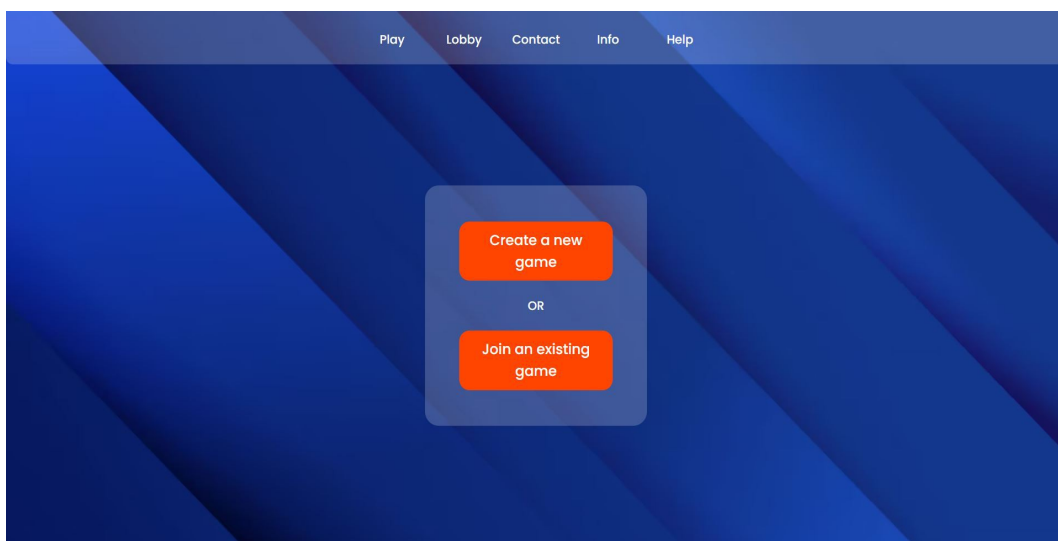 Play Lobby Contact Info Help
Create a new
game
OR
Join an existing
game